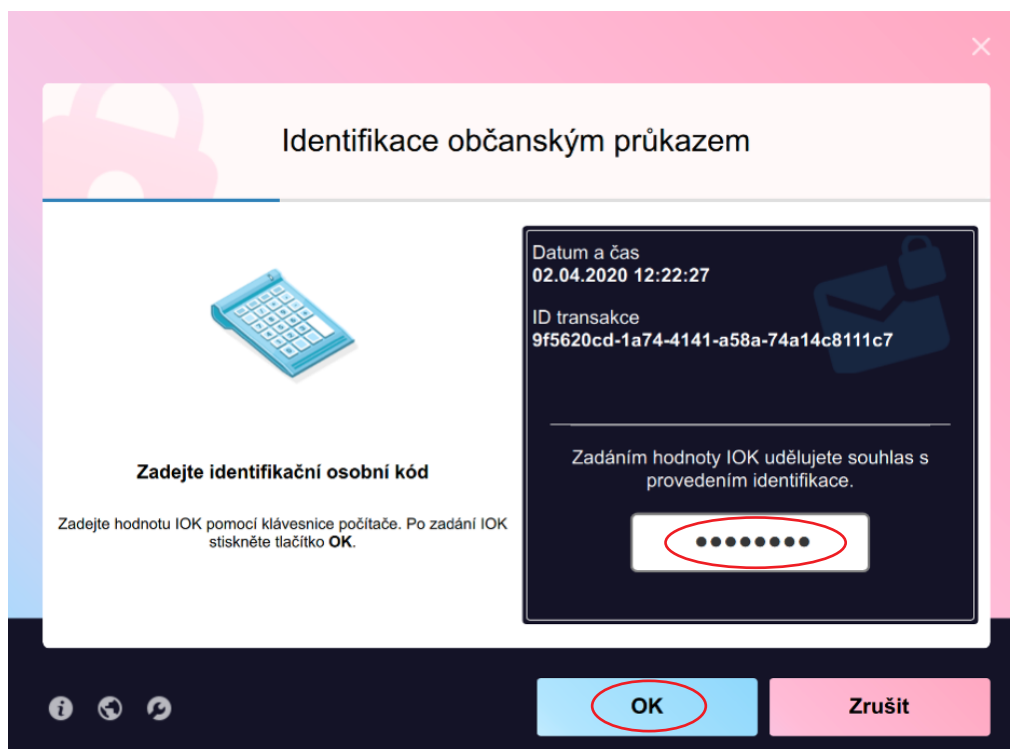 Identifikace občanským průkazem
Zadejte identifikační osobní kód
Zadejte hodnotu IOK pomocí klávesnice počítače. Po zadání IOK
stiskněte tlačítko OK.
Datum a čas
02.04.2020 12:22:27
ID transakce
9f5620cd-1a74-4141-a58a-74a14c8111c7
Zadáním hodnoty IOK udělujete souhlas s
provedením identifikace.
OK
Zrušit